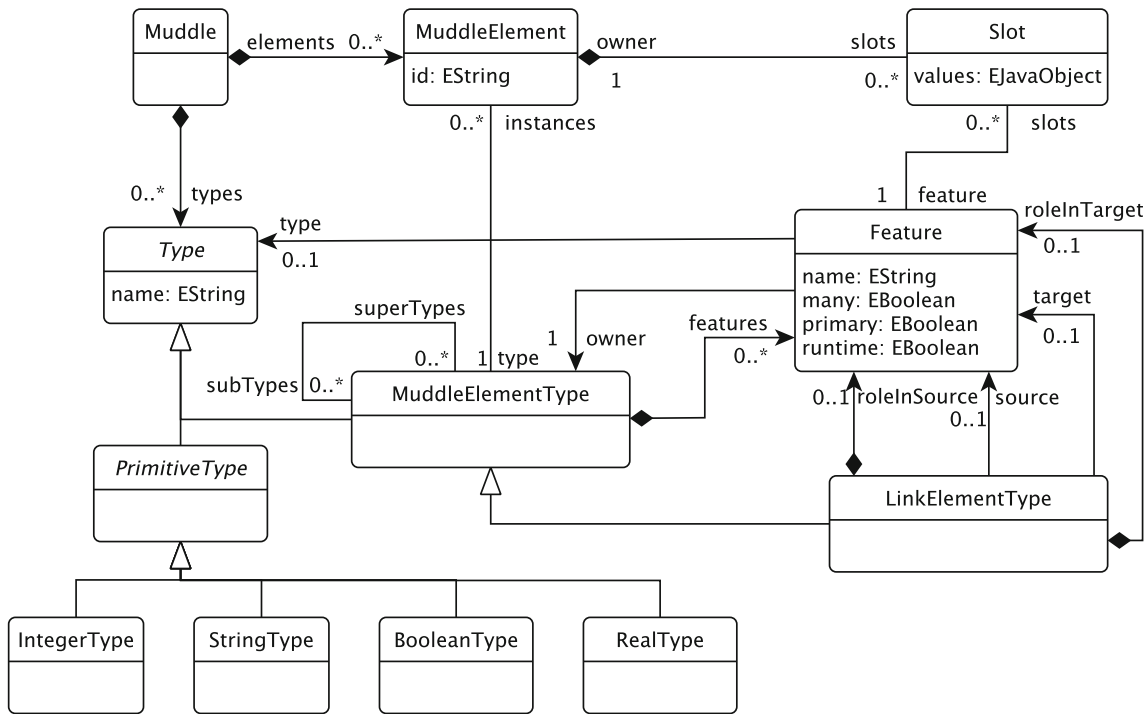 Muddle
elements 0..*
MuddleElement
id: EString
owner
1
slots
0..*
Slot
values: EJavaObject
0..* instances
0..* slots
0..* types
1 feature
roleInTarget
0..1
type
0..1
Type
name: EString
Feature
name: EString
many: EBoolean
primary: EBoolean
runtime: EBoolean
target
0..1
superTypes
0..*
subTypes 0..*
1 type
1 owner
features
0..*
MuddleElementType
0..1 roleInSource
source
0..1
PrimitiveType
LinkElementType
IntegerType
StringType
BooleanType
RealType